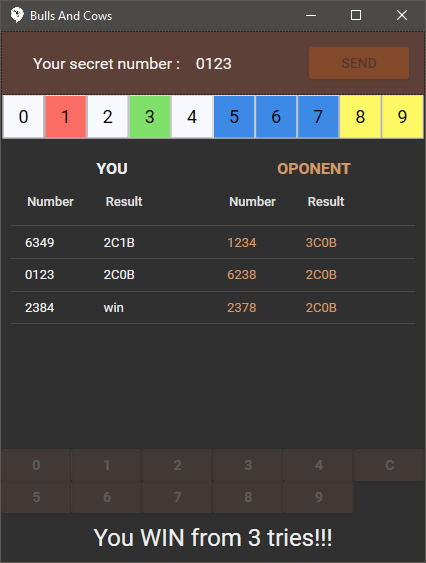 Bulls And Cows
Your secret number : 0123 SEND
0 1 2 3 4 5 6 7 8 9
YOU OPONENT
Number Result Number Result
6349 2C1B 1234 3C0B
0123 2C0B 6238 2C0B
2384 win 2378 2C0B
0 1 2 3 4 C
5 6 7 8 9
You WIN from 3 tries!!!